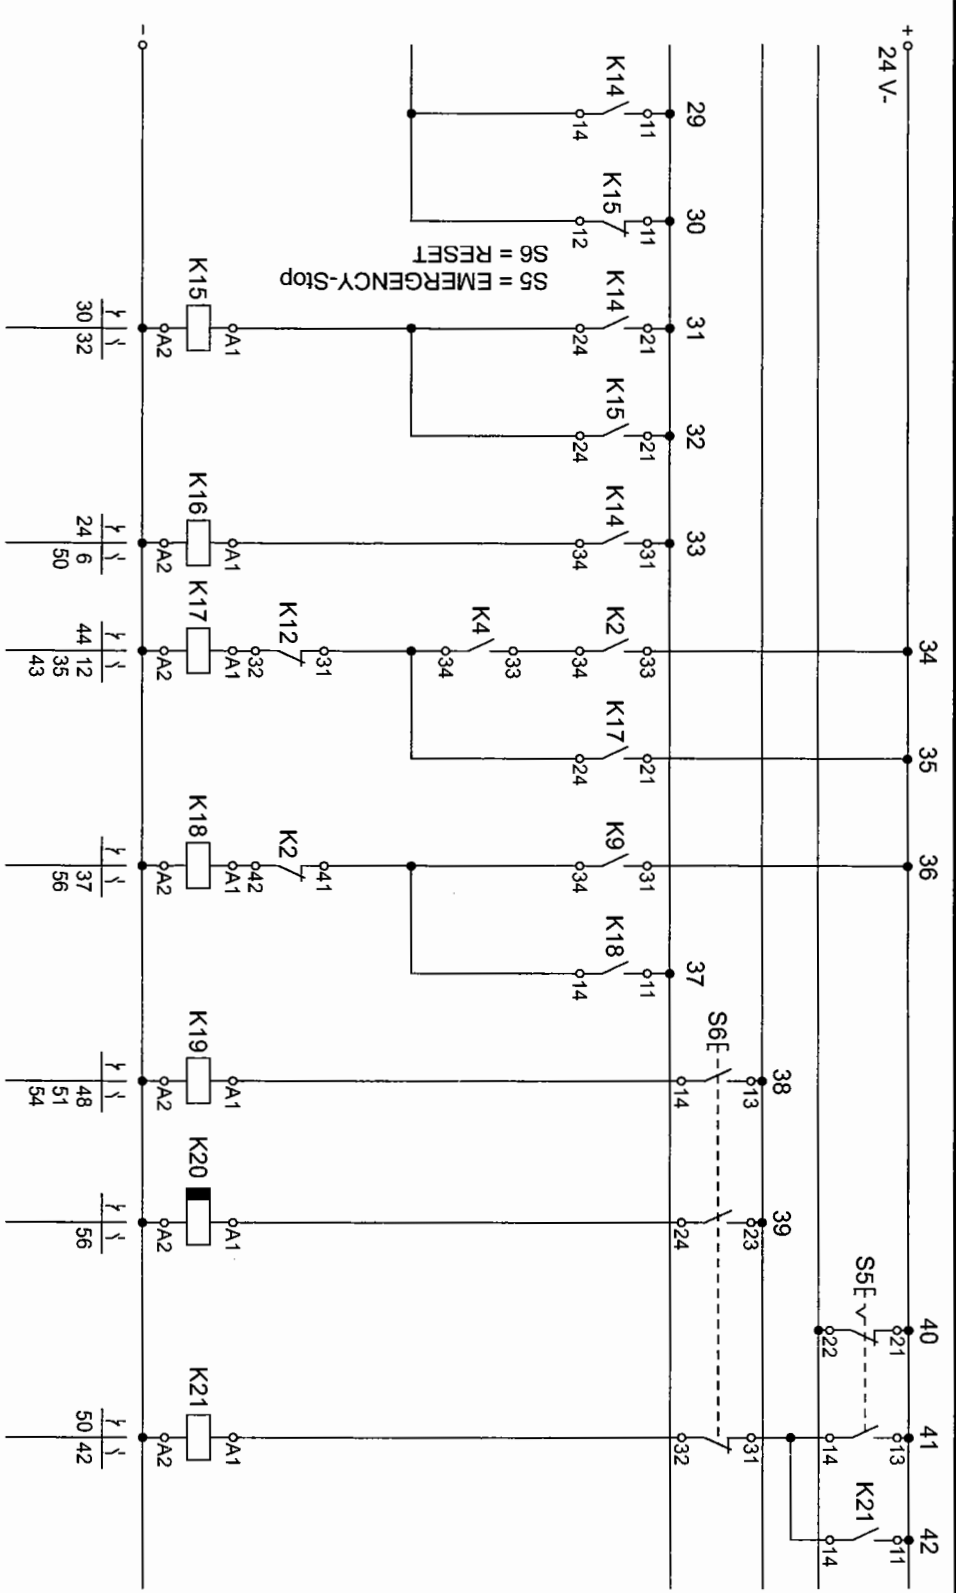 +
24 V-
29
K14
11
14
30
K15
11
12
S5 = EMERGENCY-Stop
S6 = RESET
31
K14
21
24
K15
A1
A2
30 32
32
K15
21
24
33
K14
31
34
K16
A1
A2
24 6
50
34
K2
33
34
K4
33
34
K12
31
32
K17
A1
A2
44 12
35
43
35
K17
21
24
36
K9
31
34
K2
41
42
K18
A1
A2
37
56
37
K18
11
14
38
S6
13
14
K19
A1
A2
48
51
54
39
23
24
K20
A1
A2
56
40
S5
21
22
41
13
14
31
32
K21
A1
A2
50 42
42
K21
11
14
-